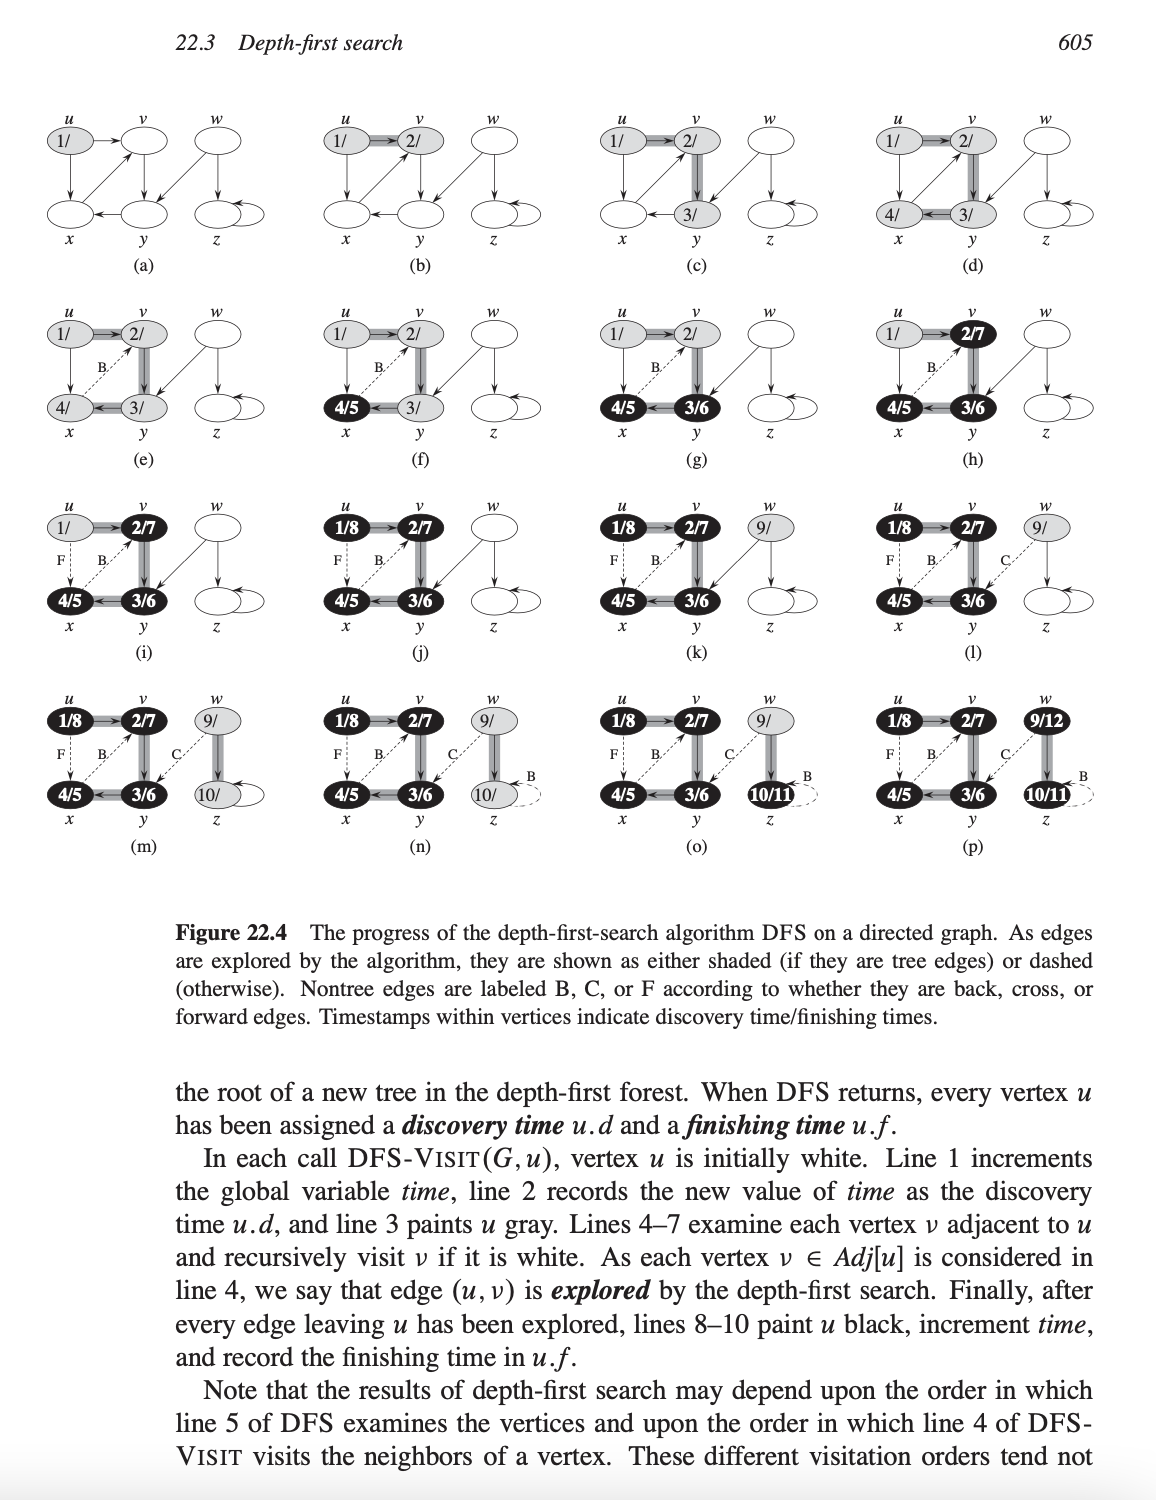 22.3 Depth-first search 605
u v w u v w u v w u v w
1/ 1/ 2/ 1/ 2/ 1/ 2/
3/ 4/ 3/
x y z x y z x y z x y z
(a) (b) (c) (d)
u v w u v w u v w u v w
1/ 2/ 1/ 2/ 1/ 2/ 1/ 2/7
B B B B
4/ 3/ 4/5 3/ 4/5 3/6 4/5 3/6
x y z x y z x y z x y z
(e) (f) (g) (h)
u v w u v w u v w u v w
1/ 2/7 1/8 2/7 1/8 2/7 9/ 1/8 2/7 9/
F B F B F B F B C
4/5 3/6 4/5 3/6 4/5 3/6 4/5 3/6
x y z x y z x y z x y z
(i) (j) (k) (l)
u v w u v w u v w u v w
1/8 2/7 9/ 1/8 2/7 9/ 1/8 2/7 9/ 1/8 2/7 9/12
F B C F B C B F B C B F B C B
4/5 3/6 10/ 4/5 3/6 10/ 4/5 3/6 10/11 4/5 3/6 10/11
x y z x y z x y z x y z
(m) (n) (o) (p)
Figure 22.4 The progress of the depth-first-search algorithm DFS on a directed graph. As edges
are explored by the algorithm, they are shown as either shaded (if they are tree edges) or dashed
(otherwise). Nontree edges are labeled B, C, or F according to whether they are back, cross, or
forward edges. Timestamps within vertices indicate discovery time/finishing times.
the root of a new tree in the depth-first forest. When DFS returns, every vertex u
has been assigned a discovery time u.d and a finishing time u.f.
In each call DFS-VISIT(G, u), vertex u is initially white. Line 1 increments
the global variable time, line 2 records the new value of time as the discovery
time u.d, and line 3 paints u gray. Lines 4–7 examine each vertex v adjacent to u
and recursively visit v if it is white. As each vertex v ∈ Adj[u] is considered in
line 4, we say that edge (u, v) is explored by the depth-first search. Finally, after
every edge leaving u has been explored, lines 8–10 paint u black, increment time,
and record the finishing time in u.f.
Note that the results of depth-first search may depend upon the order in which
line 5 of DFS examines the vertices and upon the order in which line 4 of DFS-
VISIT visits the neighbors of a vertex. These different visitation orders tend not